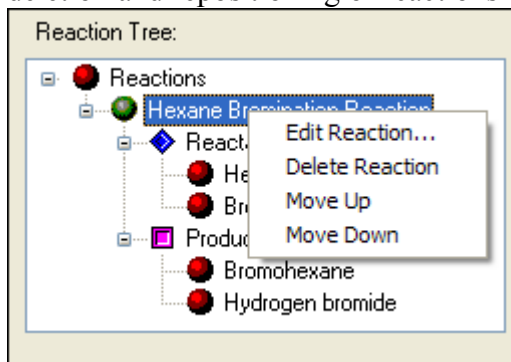 Reaction Tree:
Reactions
Hexane Bromination Reaction
Edit Reaction...
Delete Reaction
Move Up
Move Down
Bromohexane
Hydrogen bromide